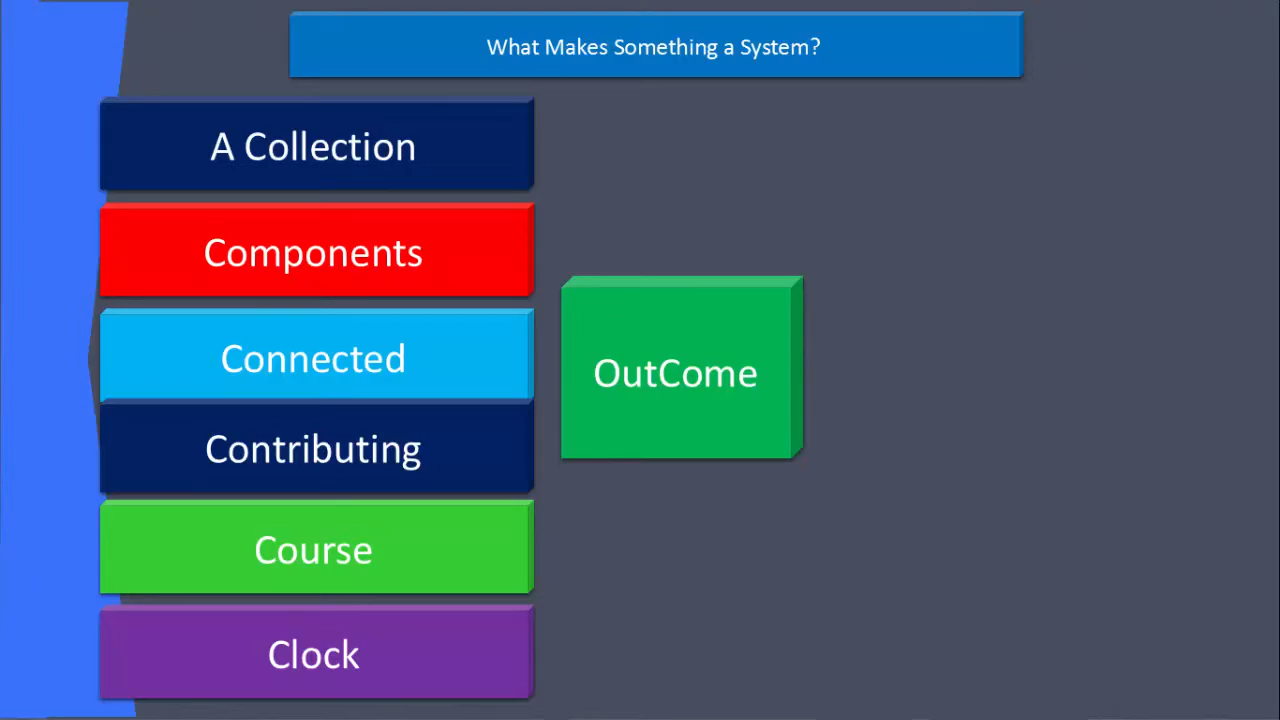 What Makes Something a System?
A Collection
Components
Connected
Contributing
Course
Clock
OutCome